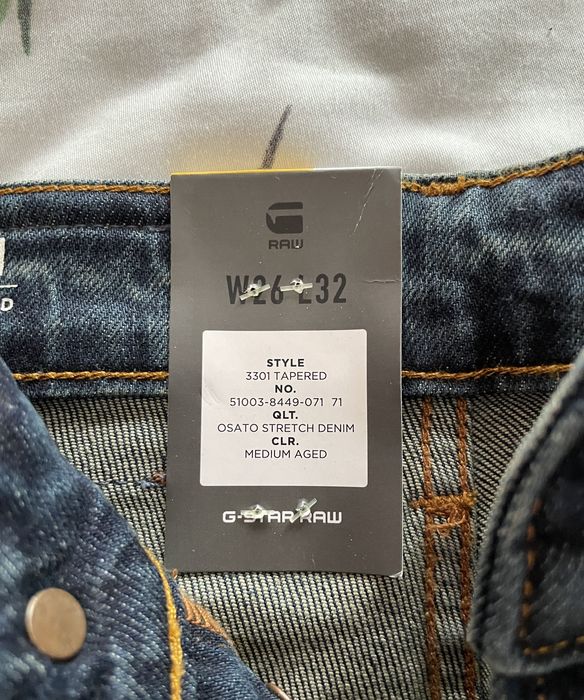 RAW
W26 L32
STYLE
3301 TAPERED
NO.
51003-8449-071 71
QLT.
OSATO STRETCH DENIM
CLR.
MEDIUM AGED
G-STAR RAW
D